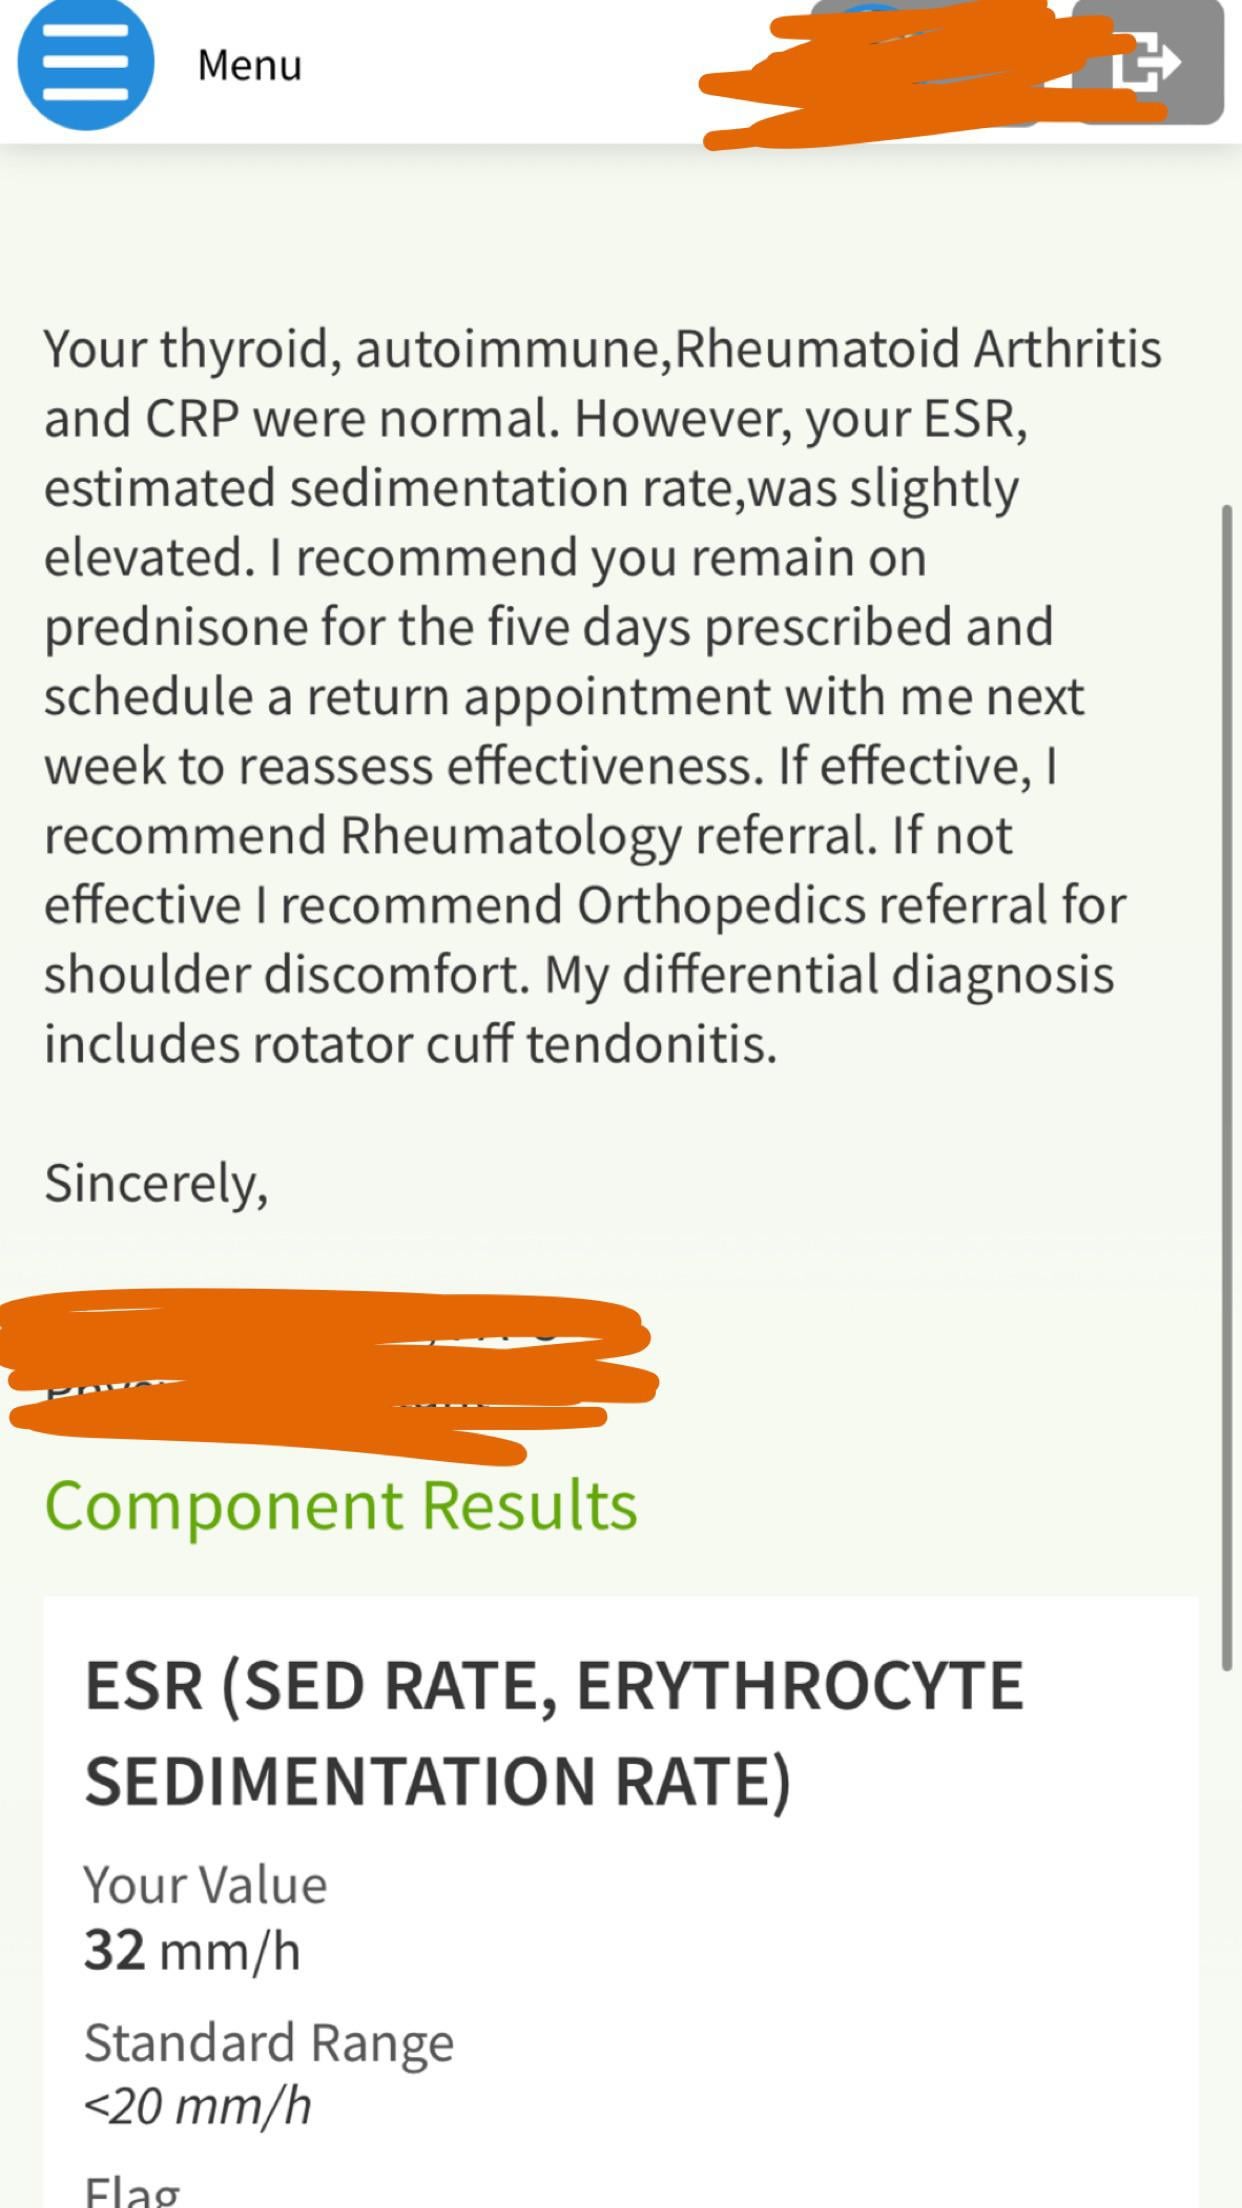 Menu
Your thyroid, autoimmune,Rheumatoid Arthritis
and CRP were normal. However, your ESR,
estimated sedimentation rate,was slightly
elevated. I recommend you remain on
prednisone for the five days prescribed and
schedule a return appointment with me next
week to reassess effectiveness. If effective, I
recommend Rheumatology referral. If not
effective I recommend Orthopedics referral for
shoulder discomfort. My differential diagnosis
includes rotator cuff tendonitis.
Sincerely,
Component Results
ESR (SED RATE, ERYTHROCYTE
SEDIMENTATION RATE)
Your Value
32 mm/h
Standard Range
<20 mm/h
Flag